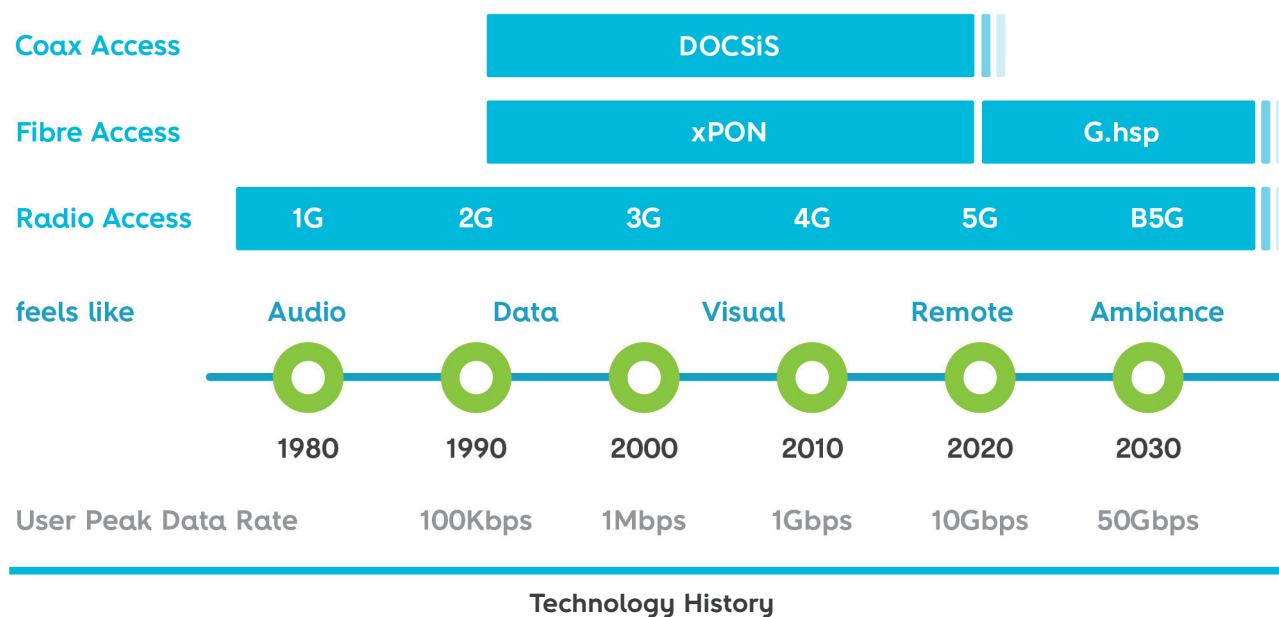 Coax Access DOCSiS
Fibre Access xPON G.hsp
Radio Access 1G 2G 3G 4G 5G B5G
feels like Audio Data Visual Remote Ambiance
1980 1990 2000 2010 2020 2030
User Peak Data Rate 100Kbps 1Mbps 1Gbps 10Gbps 50Gbps
Technology History